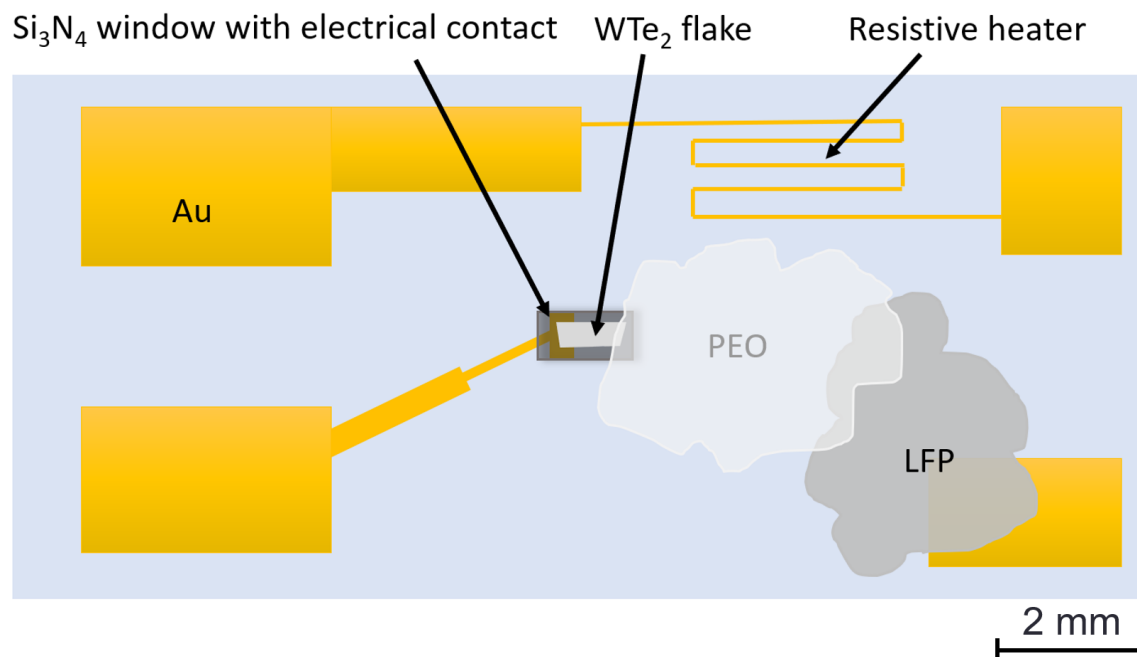 Si₃N₄ window with electrical contact
WTe₂ flake
Resistive heater
Au
PEO
LFP
2 mm